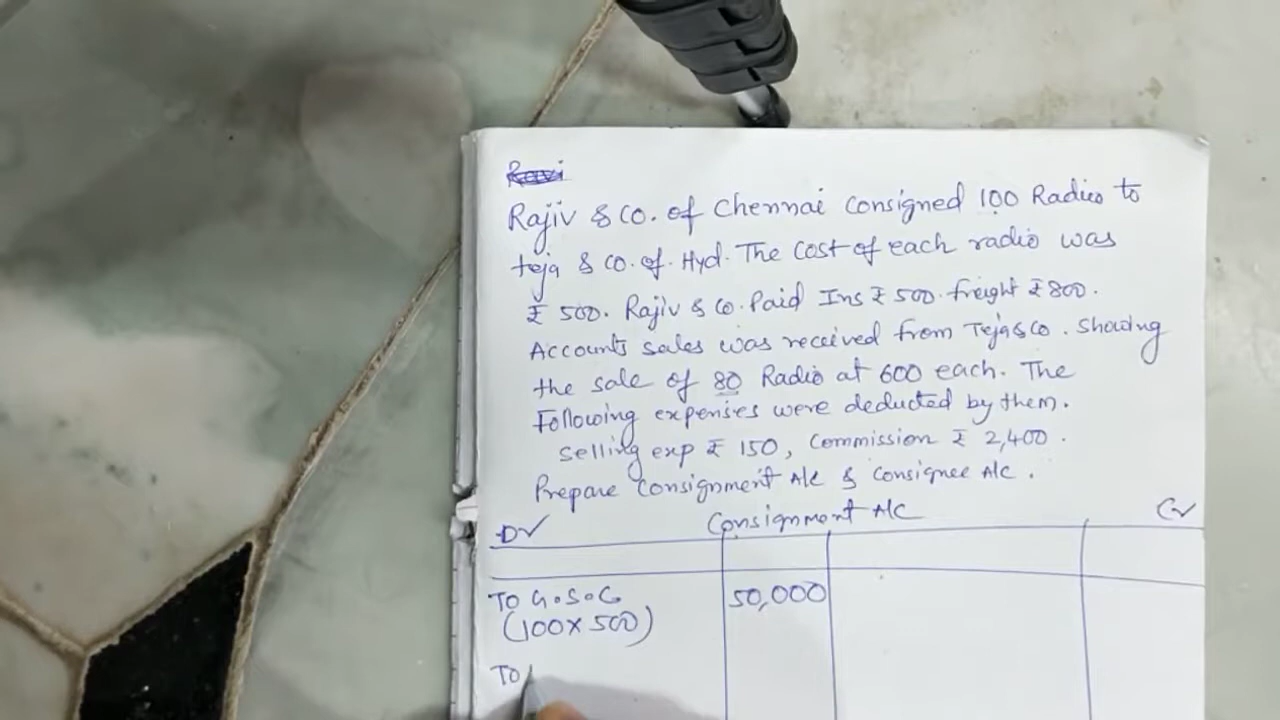 Rajiv & Co. of Chennai Consigned 100 Radios to
Teja & Co. of. Hyd. The Cost of each radio was
₹ 500. Rajiv & Co. Paid Ins ₹ 500. freight ₹ 800.
Accounts sales was received from Teja & Co. Showing
the sale of 80 Radio at 600 each. The
Following expenses were deducted by them.
Selling exp ₹ 150, Commission ₹ 2,400.
Prepare Consignment A/c & Consignee A/c.
Dr Consignment A/c Cr
To G.S.O.C 50,000
(100 x 500)
To